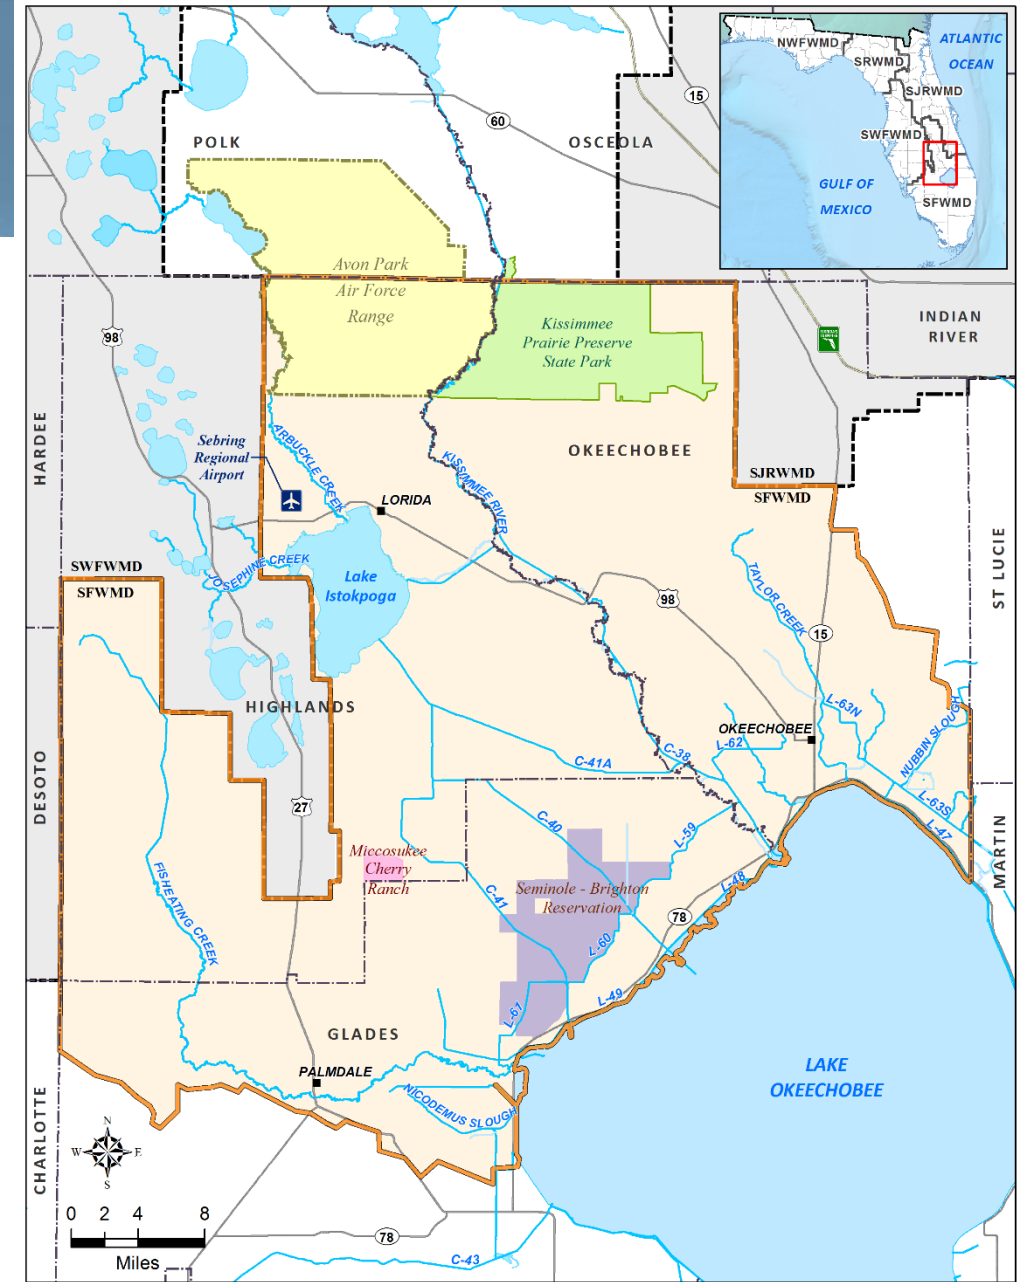 POLK
60
OSCEOLA
15
NWFWMD
SRWMD
SJRWMD
SWFWMD
SFWMD
ATLANTIC
OCEAN
GULF OF
MEXICO
Avon Park
Air Force
Range
Kissimmee
Prairie Preserve
State Park
INDIAN
RIVER
98
HARDEE
Sebring
Regional
Airport
ARBUCKLE CREEK
LORIDA
KISSIMMEE RIVER
OKEECHOBEE
SJRWMD
SFWMD
SWFWMD
SFWMD
JOSEPHINE CREEK
Lake
Istokpoga
98
TAYLOR CREEK
15
ST LUCIE
HIGHLANDS
OKEECHOBEE
L-62
L-63N
NUBBIN SLOUGH
C-38
C-41A
DESOTO
27
C-40
L-59
L-63S
L-47
MARTIN
Miccosukee
Cherry
Ranch
C-41
Seminole - Brighton
Reservation
L-48
78
FISHEATING CREEK
L-60
L-49
L-61
GLADES
PALMDALE
NICODEMUS SLOUGH
LAKE
OKEECHOBEE
CHARLOTTE
N
W
E
S
0 2 4 8
Miles
78
C-43